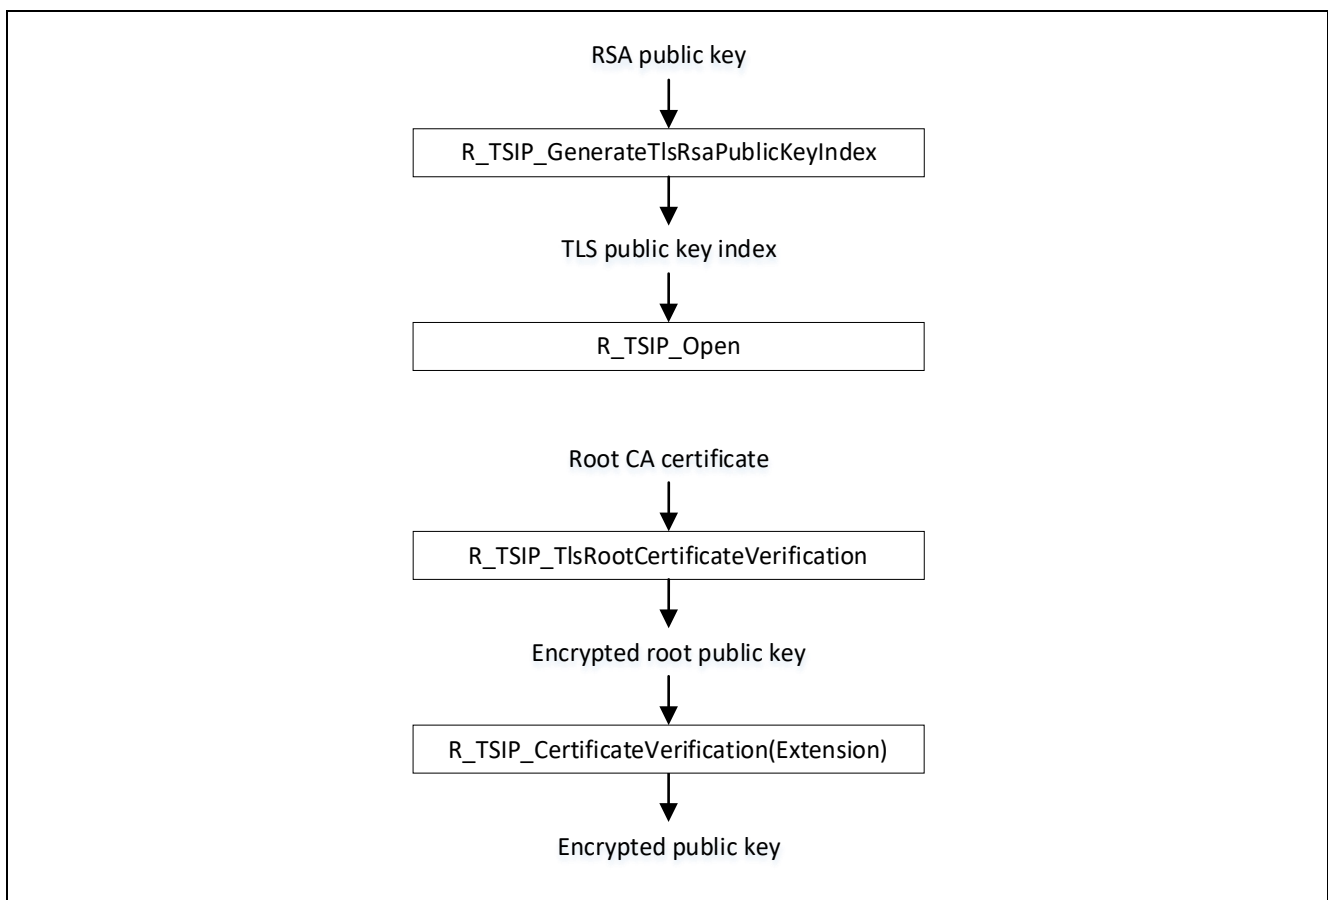 RSA public key
R_TSIP_GenerateTlsRsaPublicKeyIndex
TLS public key index
R_TSIP_Open
Root CA certificate
R_TSIP_TlsRootCertificateVerification
Encrypted root public key
R_TSIP_CertificateVerification(Extension)
Encrypted public key